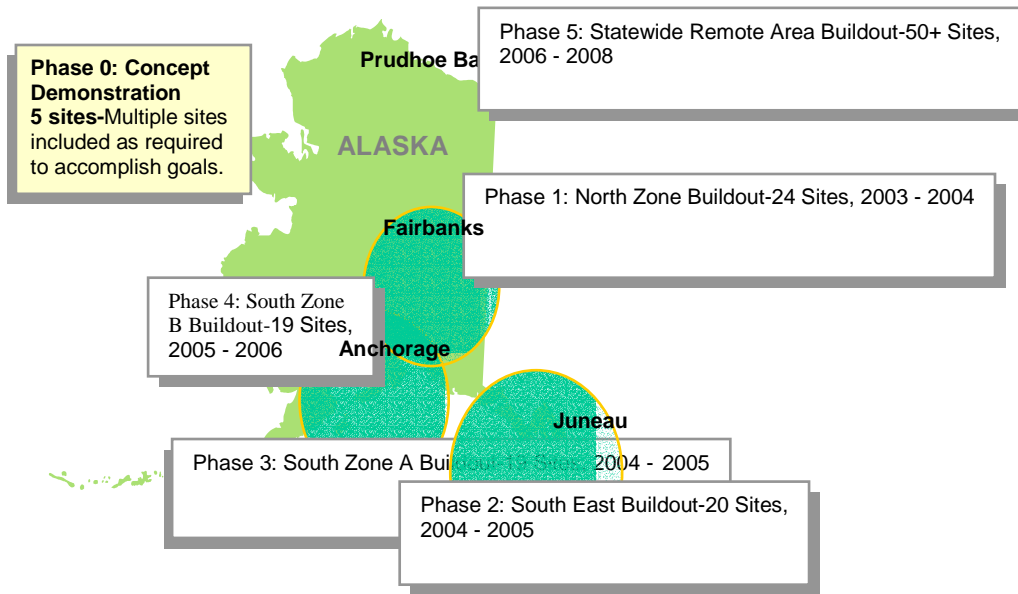 Phase 5: Statewide Remote Area Buildout-50+ Sites,
2006 - 2008
Prudhoe Ba
Phase 0: Concept
Demonstration
5 sites-Multiple sites
included as required
to accomplish goals.
ALASKA
Phase 1: North Zone Buildout-24 Sites, 2003 - 2004
Fairbanks
Phase 4: South Zone
B Buildout-19 Sites,
2005 - 2006
Anchorage
Juneau
Phase 3: South Zone A Buildout-19 Sites, 2004 - 2005
Phase 2: South East Buildout-20 Sites,
2004 - 2005